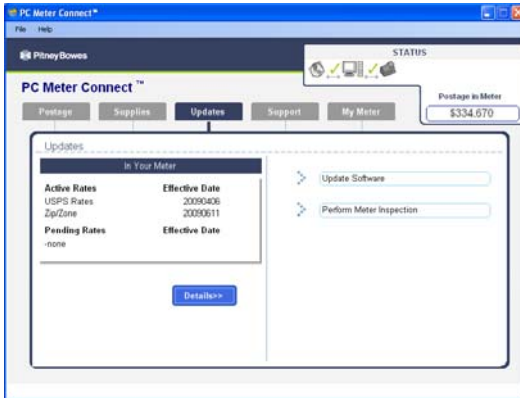 PC Meter Connect™
File Help
Pitney Bowes
STATUS
PC Meter Connect ™
Postage in Meter
$334.670
Postage Supplies Updates Support My Meter
Updates
In Your Meter
Active Rates Effective Date
USPS Rates 20090406
Zip/Zone 20090611
Pending Rates Effective Date
-none
Update Software
Perform Meter Inspection
Details>>